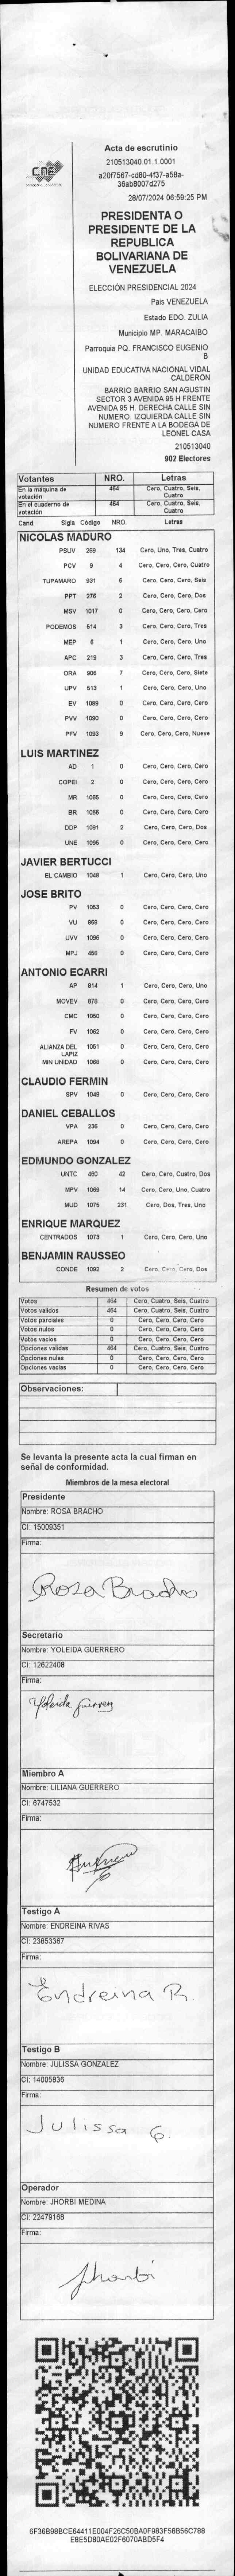 CNE
Acta de escrutinio
210513040.01.1.0001
a20f7567-cd80-4f37-a58a-
36ab8007d275
28/07/2024 06:59:25 PM
PRESIDENTA O
PRESIDENTE DE LA
REPUBLICA
BOLIVARIANA DE
VENEZUELA
ELECCIÓN PRESIDENCIAL 2024
País VENEZUELA
Estado EDO. ZULIA
Municipio MP. MARACAIBO
Parroquia PQ. FRANCISCO EUGENIO
B
UNIDAD EDUCATIVA NACIONAL VIDAL
CALDERON
BARRIO BARRIO SAN AGUSTIN
SECTOR 3 AVENIDA 95 H FRENTE
AVENIDA 95 H. DERECHA CALLE SIN
NUMERO. IZQUIERDA CALLE SIN
NUMERO FRENTE A LA BODEGA DE
LEONEL CASA
210513040
902 Electores
Votantes NRO. Letras
En la máquina de votación 464 Cero, Cuatro, Seis, Cuatro
En el cuaderno de votación 464 Cero, Cuatro, Seis, Cuatro
Cand. Sigla Código NRO. Letras
NICOLAS MADURO
PSUV 269 134 Cero, Uno, Tres, Cuatro
PCV 9 4 Cero, Cero, Cero, Cuatro
TUPAMARO 931 6 Cero, Cero, Cero, Seis
PPT 276 2 Cero, Cero, Cero, Dos
MSV 1017 0 Cero, Cero, Cero, Cero
PODEMOS 514 3 Cero, Cero, Cero, Tres
MEP 6 1 Cero, Cero, Cero, Uno
APC 219 3 Cero, Cero, Cero, Tres
ORA 906 7 Cero, Cero, Cero, Siete
UPV 513 1 Cero, Cero, Cero, Uno
EV 1089 0 Cero, Cero, Cero, Cero
PVV 1090 0 Cero, Cero, Cero, Cero
PFV 1093 9 Cero, Cero, Cero, Nueve
LUIS MARTINEZ
AD 1 0 Cero, Cero, Cero, Cero
COPEI 2 0 Cero, Cero, Cero, Cero
MR 1065 0 Cero, Cero, Cero, Cero
BR 1066 0 Cero, Cero, Cero, Cero
DDP 1091 2 Cero, Cero, Cero, Dos
UNE 1095 0 Cero, Cero, Cero, Cero
JAVIER BERTUCCI
EL CAMBIO 1048 1 Cero, Cero, Cero, Uno
JOSE BRITO
PV 1053 0 Cero, Cero, Cero, Cero
VU 868 0 Cero, Cero, Cero, Cero
UVV 1096 0 Cero, Cero, Cero, Cero
MPJ 458 0 Cero, Cero, Cero, Cero
ANTONIO ECARRI
AP 914 1 Cero, Cero, Cero, Uno
MOVEV 878 0 Cero, Cero, Cero, Cero
CMC 1050 0 Cero, Cero, Cero, Cero
FV 1052 0 Cero, Cero, Cero, Cero
ALIANZA DEL LAPIZ 1051 0 Cero, Cero, Cero, Cero
MIN UNIDAD 1068 0 Cero, Cero, Cero, Cero
CLAUDIO FERMIN
SPV 1049 0 Cero, Cero, Cero, Cero
DANIEL CEBALLOS
VPA 236 0 Cero, Cero, Cero, Cero
AREPA 1094 0 Cero, Cero, Cero, Cero
EDMUNDO GONZALEZ
UNTC 460 42 Cero, Cero, Cuatro, Dos
MPV 1069 14 Cero, Cero, Uno, Cuatro
MUD 1075 231 Cero, Dos, Tres, Uno
ENRIQUE MARQUEZ
CENTRADOS 1073 1 Cero, Cero, Cero, Uno
BENJAMIN RAUSSEO
CONDE 1092 2 Cero, Cero, Cero, Dos
Resumen de votos
Votos 464 Cero, Cuatro, Seis, Cuatro
Votos validos 464 Cero, Cuatro, Seis, Cuatro
Votos parciales 0 Cero, Cero, Cero, Cero
Votos nulos 0 Cero, Cero, Cero, Cero
Votos vacios 0 Cero, Cero, Cero, Cero
Opciones validas 464 Cero, Cuatro, Seis, Cuatro
Opciones nulas 0 Cero, Cero, Cero, Cero
Opciones vacias 0 Cero, Cero, Cero, Cero
Observaciones:
Se levanta la presente acta la cual firman en
señal de conformidad.
Miembros de la mesa electoral
Presidente
Nombre: ROSA BRACHO
CI: 15009351
Firma:
Rosa Bracho
Secretario
Nombre: YOLEIDA GUERRERO
CI: 12622408
Firma:
Yoleida Guerrero
Miembro A
Nombre: LILIANA GUERRERO
CI: 6747532
Firma:
Testigo A
Nombre: ENDREINA RIVAS
CI: 23853367
Firma:
Endreina R.
Testigo B
Nombre: JULISSA GONZALEZ
CI: 14005836
Firma:
Julissa G.
Operador
Nombre: JHORBI MEDINA
CI: 22479168
Firma:
Jhorbi
6F36B98BCE64411E004F26C50BA0F983F58B56C788
E8E5D80AE02F6070ABD5F4